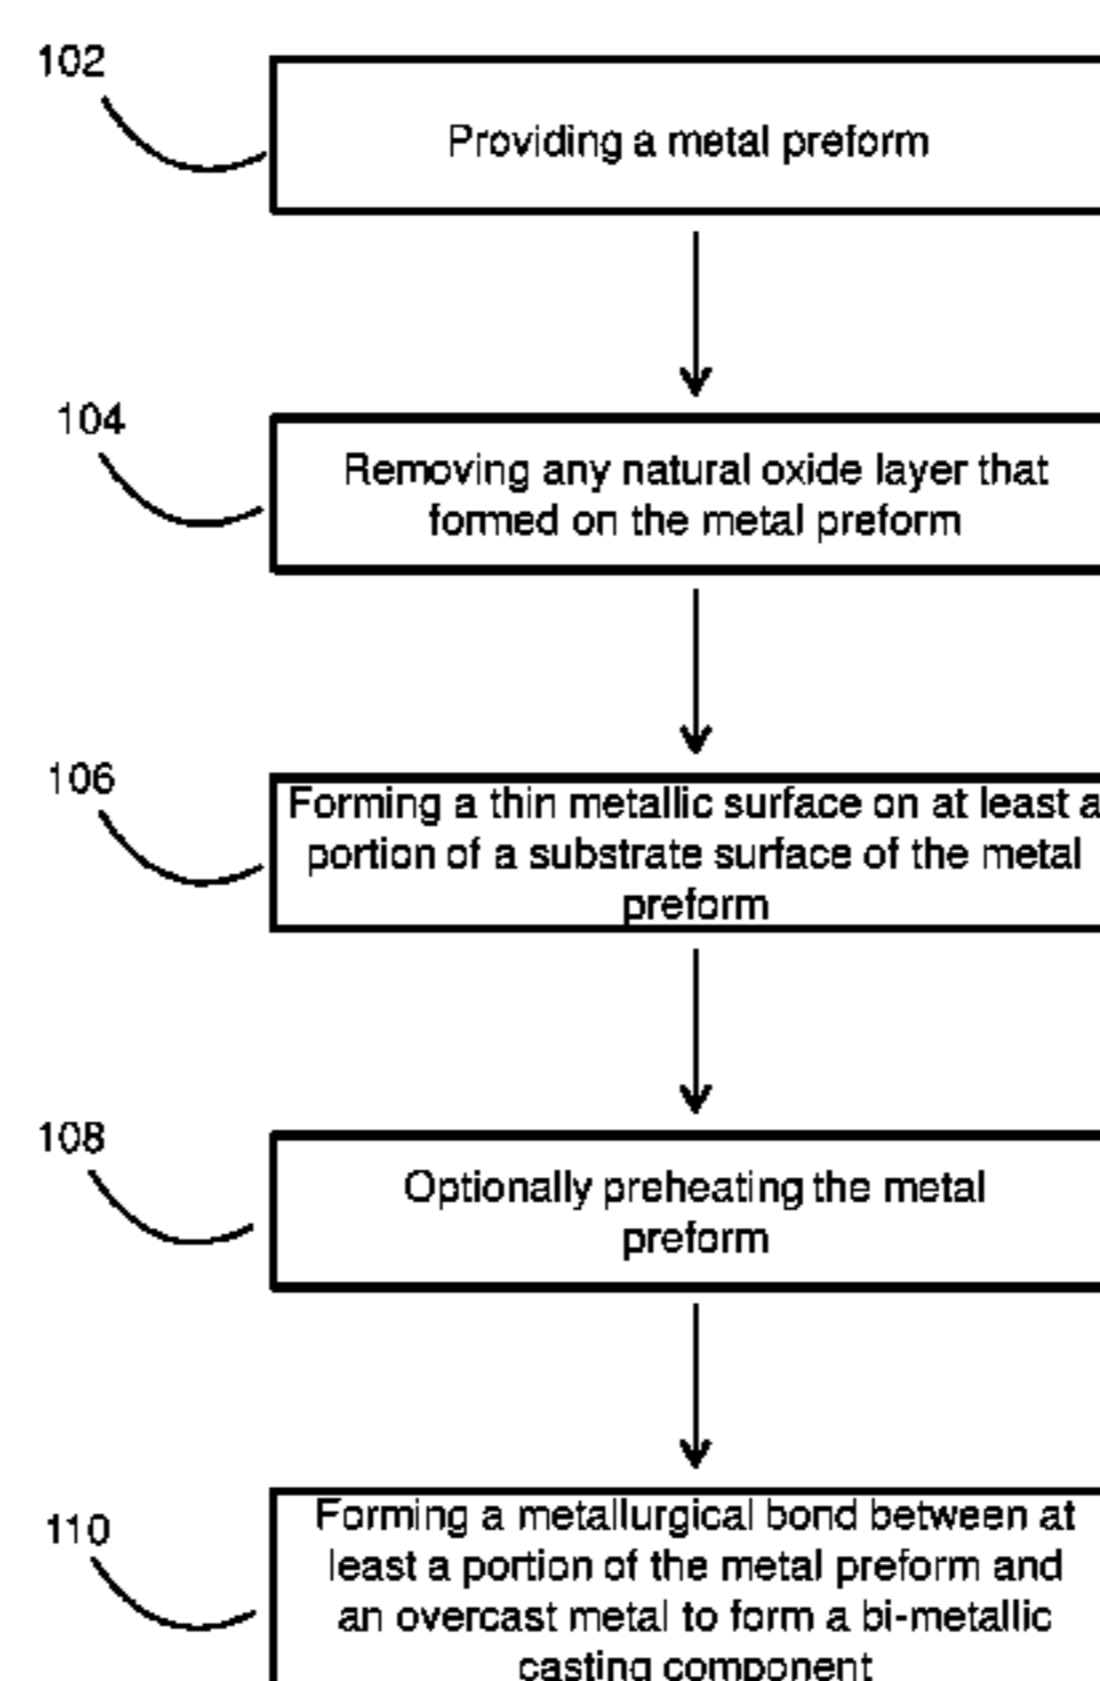 102
Providing a metal preform
104
Removing any natural oxide layer that
formed on the metal preform
106
Forming a thin metallic surface on at least a
portion of a substrate surface of the metal
preform
108
Optionally preheating the metal
preform
110
Forming a metallurgical bond between at
least a portion of the metal preform and
an overcast metal to form a bi-metallic
casting component